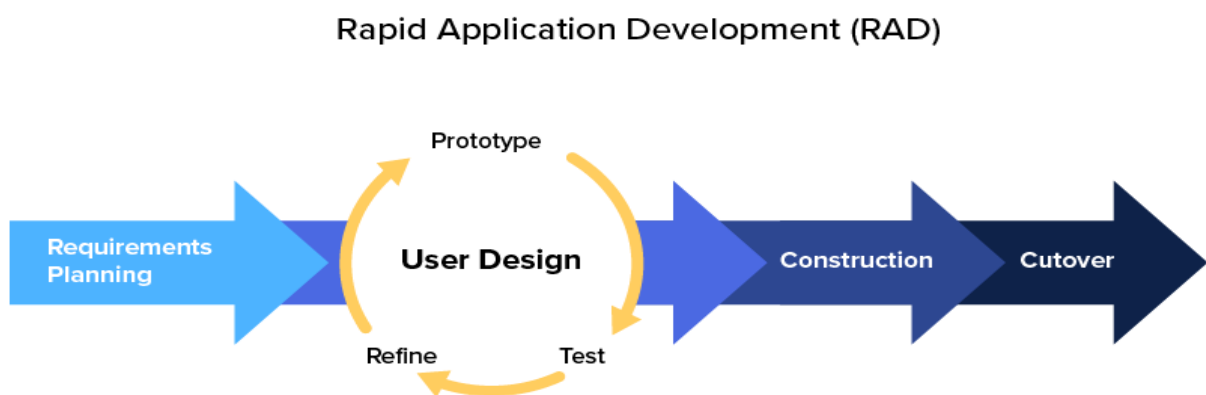 Rapid Application Development (RAD)
Prototype
Requirements
Planning
User Design
Construction
Cutover
Refine
Test